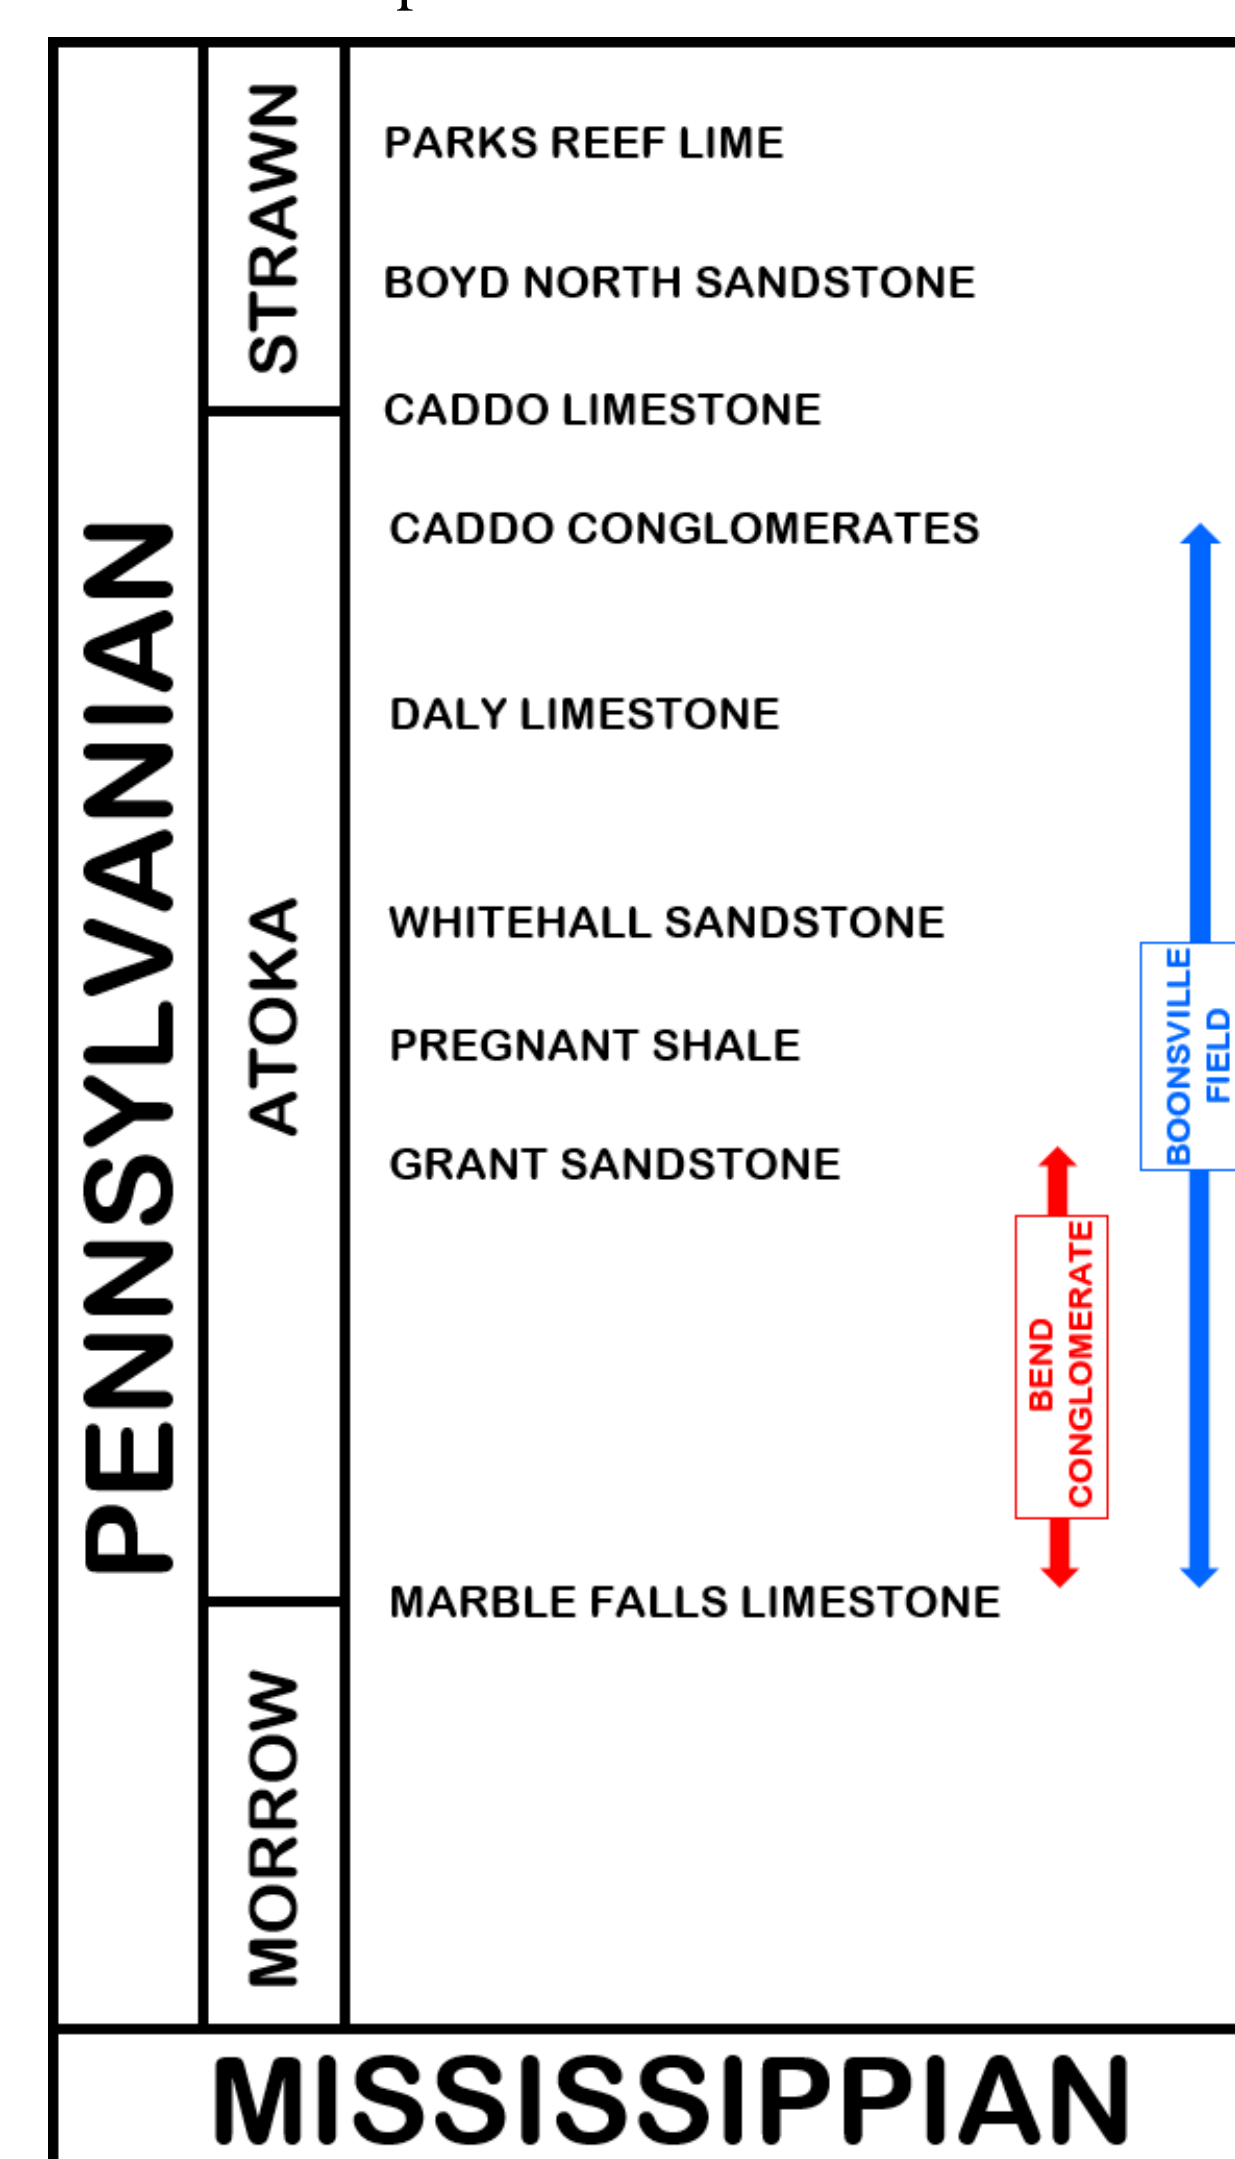 STRAWN
PARKS REEF LIME
BOYD NORTH SANDSTONE
CADDO LIMESTONE
PENNSYLVANIAN
ATOKA
CADDO CONGLOMERATES
DALY LIMESTONE
WHITEHALL SANDSTONE
PREGNANT SHALE
GRANT SANDSTONE
BOONSVILLE
FIELD
BEND
CONGLOMERATE
MARBLE FALLS LIMESTONE
MORROW
MISSISSIPPIAN